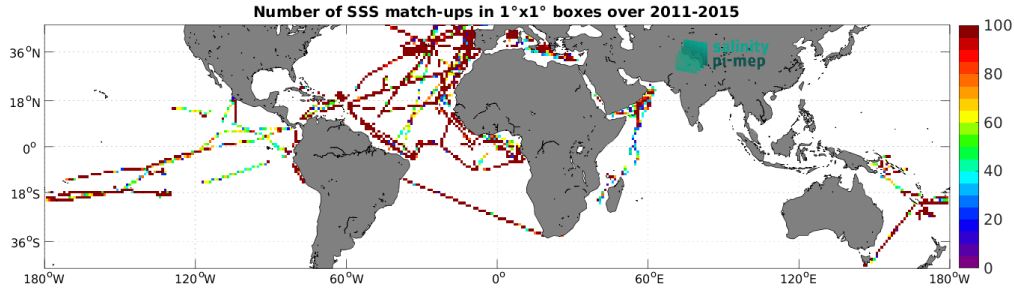 Number of SSS match-ups in 1°x1° boxes over 2011-2015
36°N
18°N
0°
18°S
36°S
180°W
120°W
60°W
0°
60°E
120°E
180°W
100
80
60
40
20
0
salinity
pi-mep